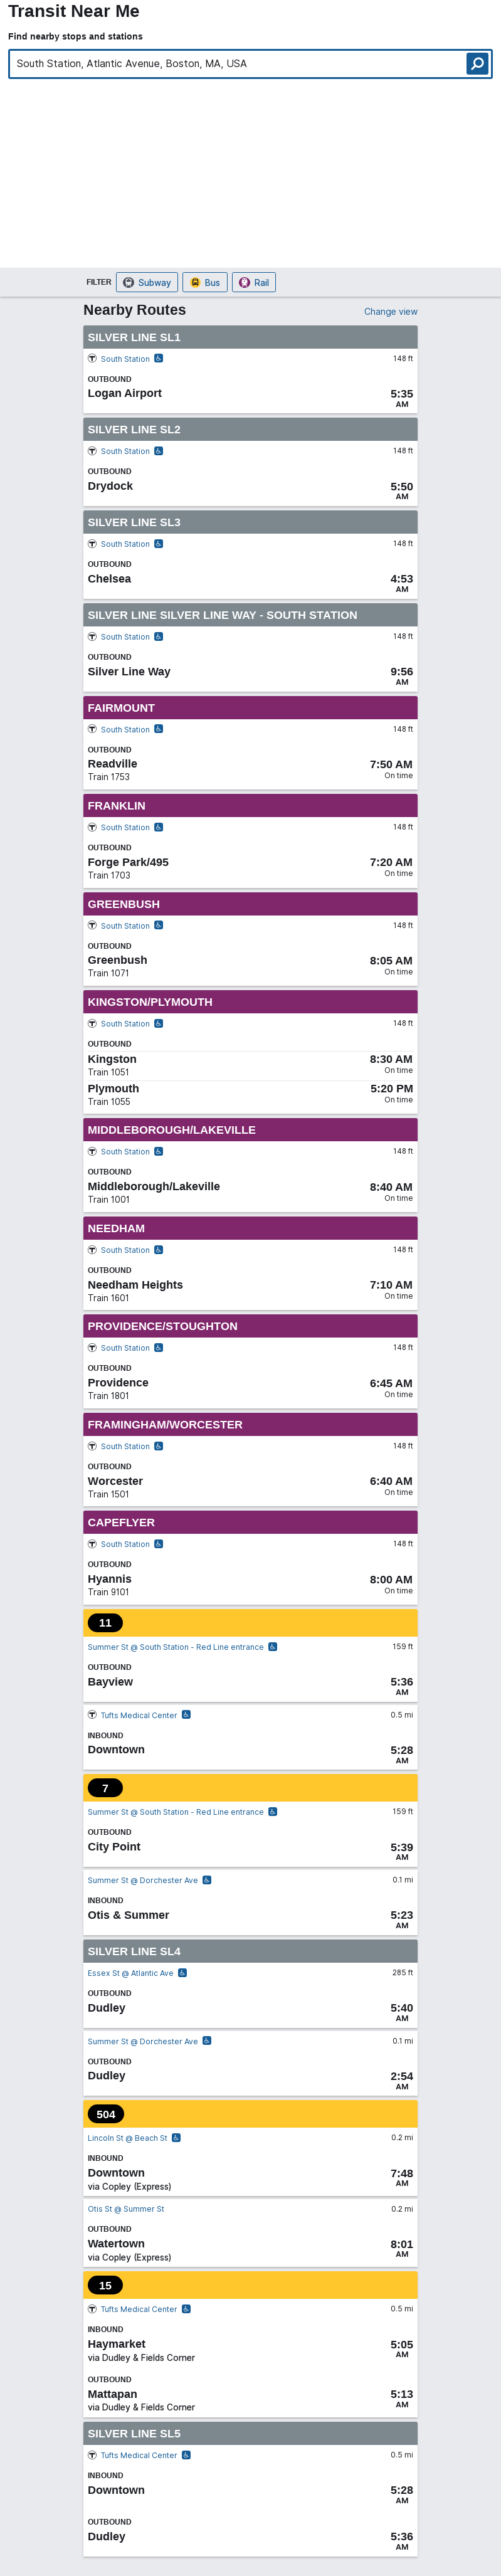 Transit Near Me
Find nearby stops and stations
South Station, Atlantic Avenue, Boston, MA, USA
FILTER Subway Bus Rail
Nearby Routes Change view
SILVER LINE SL1
South Station 148 ft
OUTBOUND
Logan Airport 5:35
AM
SILVER LINE SL2
South Station 148 ft
OUTBOUND
Drydock 5:50
AM
SILVER LINE SL3
South Station 148 ft
OUTBOUND
Chelsea 4:53
AM
SILVER LINE SILVER LINE WAY - SOUTH STATION
South Station 148 ft
OUTBOUND
Silver Line Way 9:56
AM
FAIRMOUNT
South Station 148 ft
OUTBOUND
Readville 7:50 AM
Train 1753 On time
FRANKLIN
South Station 148 ft
OUTBOUND
Forge Park/495 7:20 AM
Train 1703 On time
GREENBUSH
South Station 148 ft
OUTBOUND
Greenbush 8:05 AM
Train 1071 On time
KINGSTON/PLYMOUTH
South Station 148 ft
OUTBOUND
Kingston 8:30 AM
Train 1051 On time
Plymouth 5:20 PM
Train 1055 On time
MIDDLEBOROUGH/LAKEVILLE
South Station 148 ft
OUTBOUND
Middleborough/Lakeville 8:40 AM
Train 1001 On time
NEEDHAM
South Station 148 ft
OUTBOUND
Needham Heights 7:10 AM
Train 1601 On time
PROVIDENCE/STOUGHTON
South Station 148 ft
OUTBOUND
Providence 6:45 AM
Train 1801 On time
FRAMINGHAM/WORCESTER
South Station 148 ft
OUTBOUND
Worcester 6:40 AM
Train 1501 On time
CAPEFLYER
South Station 148 ft
OUTBOUND
Hyannis 8:00 AM
Train 9101 On time
11
Summer St @ South Station - Red Line entrance 159 ft
OUTBOUND
Bayview 5:36
AM
Tufts Medical Center 0.5 mi
INBOUND
Downtown 5:28
AM
7
Summer St @ South Station - Red Line entrance 159 ft
OUTBOUND
City Point 5:39
AM
Summer St @ Dorchester Ave 0.1 mi
INBOUND
Otis & Summer 5:23
AM
SILVER LINE SL4
Essex St @ Atlantic Ave 285 ft
OUTBOUND
Dudley 5:40
AM
Summer St @ Dorchester Ave 0.1 mi
OUTBOUND
Dudley 2:54
AM
504
Lincoln St @ Beach St 0.2 mi
INBOUND
Downtown 7:48
via Copley (Express) AM
Otis St @ Summer St 0.2 mi
OUTBOUND
Watertown 8:01
via Copley (Express) AM
15
Tufts Medical Center 0.5 mi
INBOUND
Haymarket 5:05
via Dudley & Fields Corner AM
OUTBOUND
Mattapan 5:13
via Dudley & Fields Corner AM
SILVER LINE SL5
Tufts Medical Center 0.5 mi
INBOUND
Downtown 5:28
AM
OUTBOUND
Dudley 5:36
AM